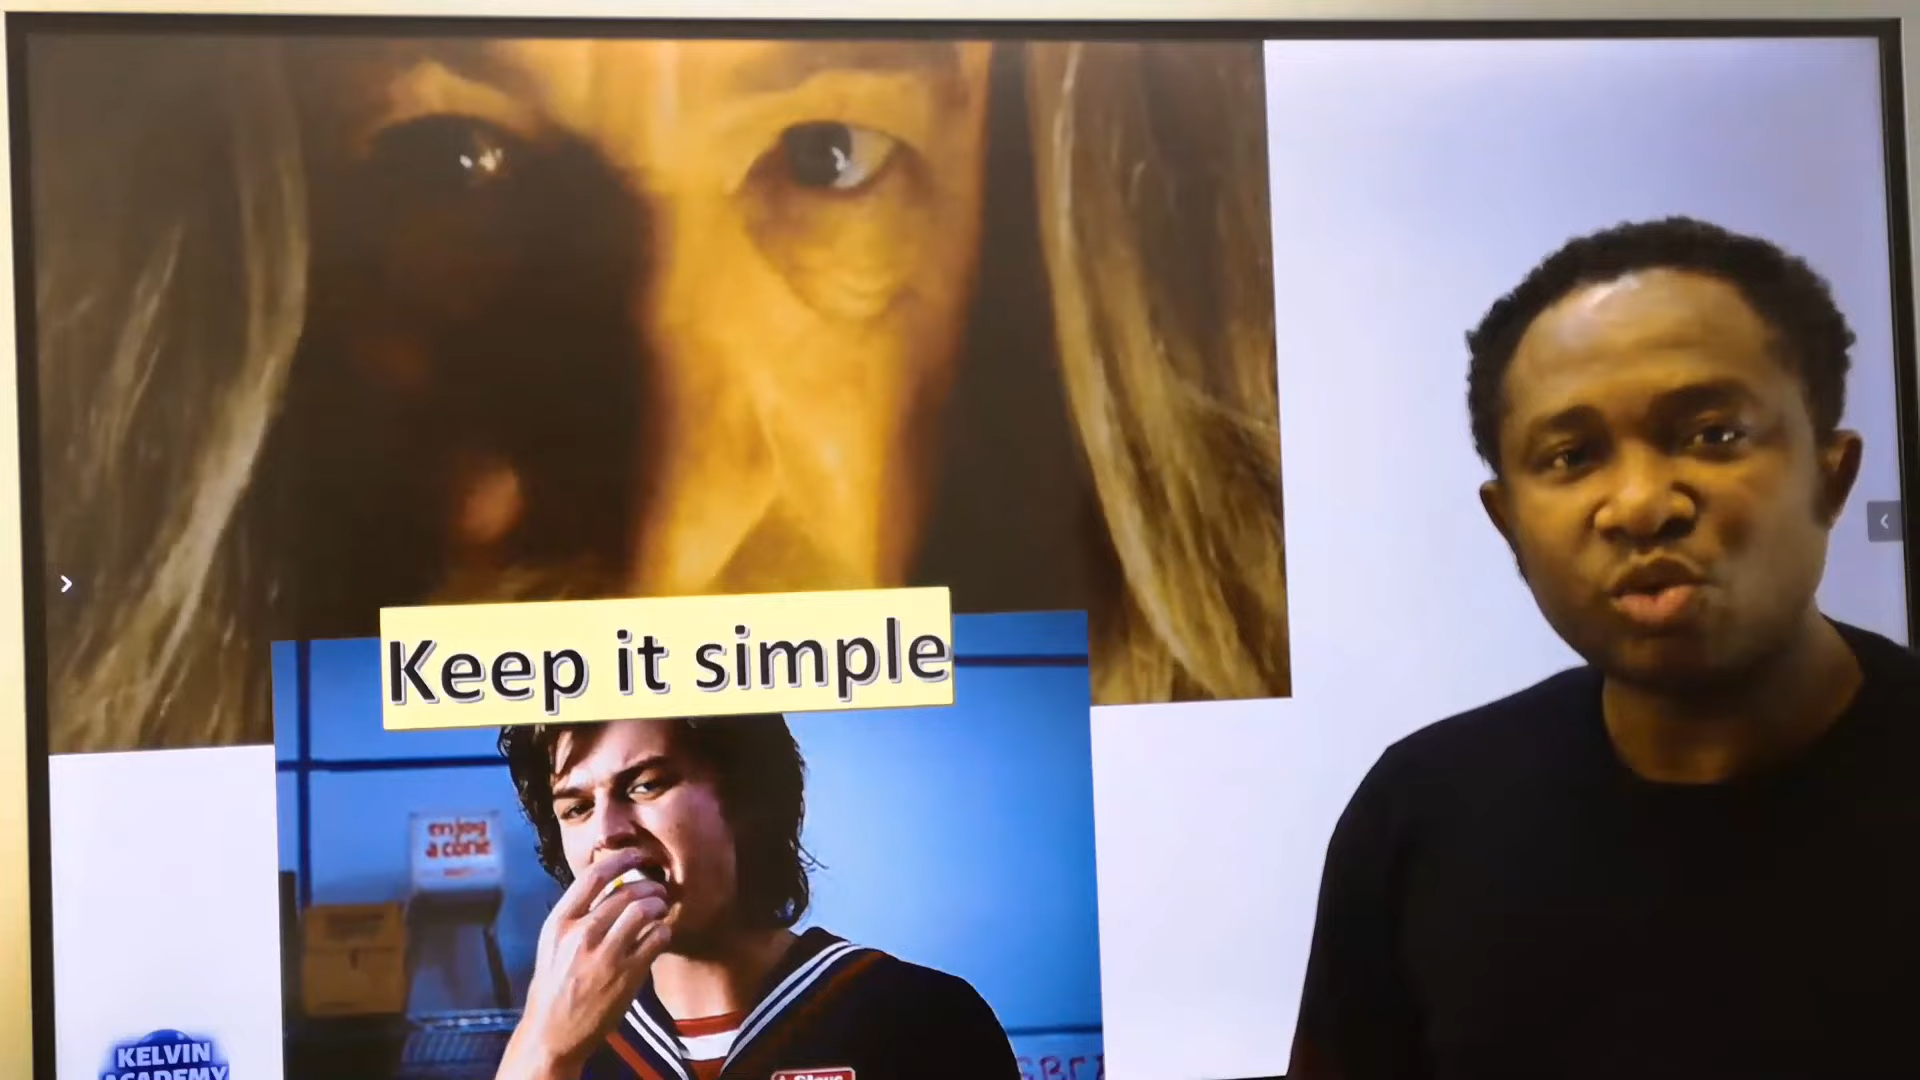 Keep it simple
enjoy
a cone
KELVIN
ACADEMY